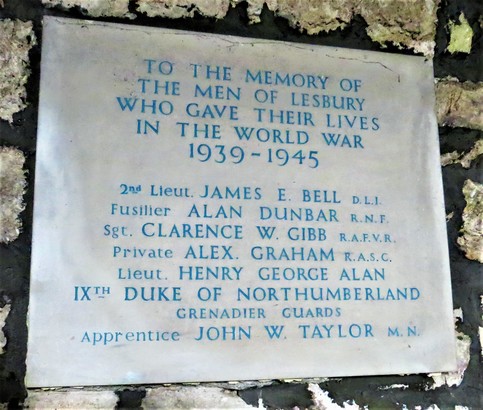 TO THE MEMORY OF
THE MEN OF LESBURY
WHO GAVE THEIR LIVES
IN THE WORLD WAR
1939-1945
2nd Lieut. JAMES E. BELL D.L.I.
Fusilier ALAN DUNBAR R.N.F.
Sgt. CLARENCE W. GIBB R.A.F.V.R.
Private ALEX. GRAHAM R.A.S.C.
Lieut. HENRY GEORGE ALAN
IXTH DUKE OF NORTHUMBERLAND
GRENADIER GUARDS
Apprentice JOHN W. TAYLOR M.N.